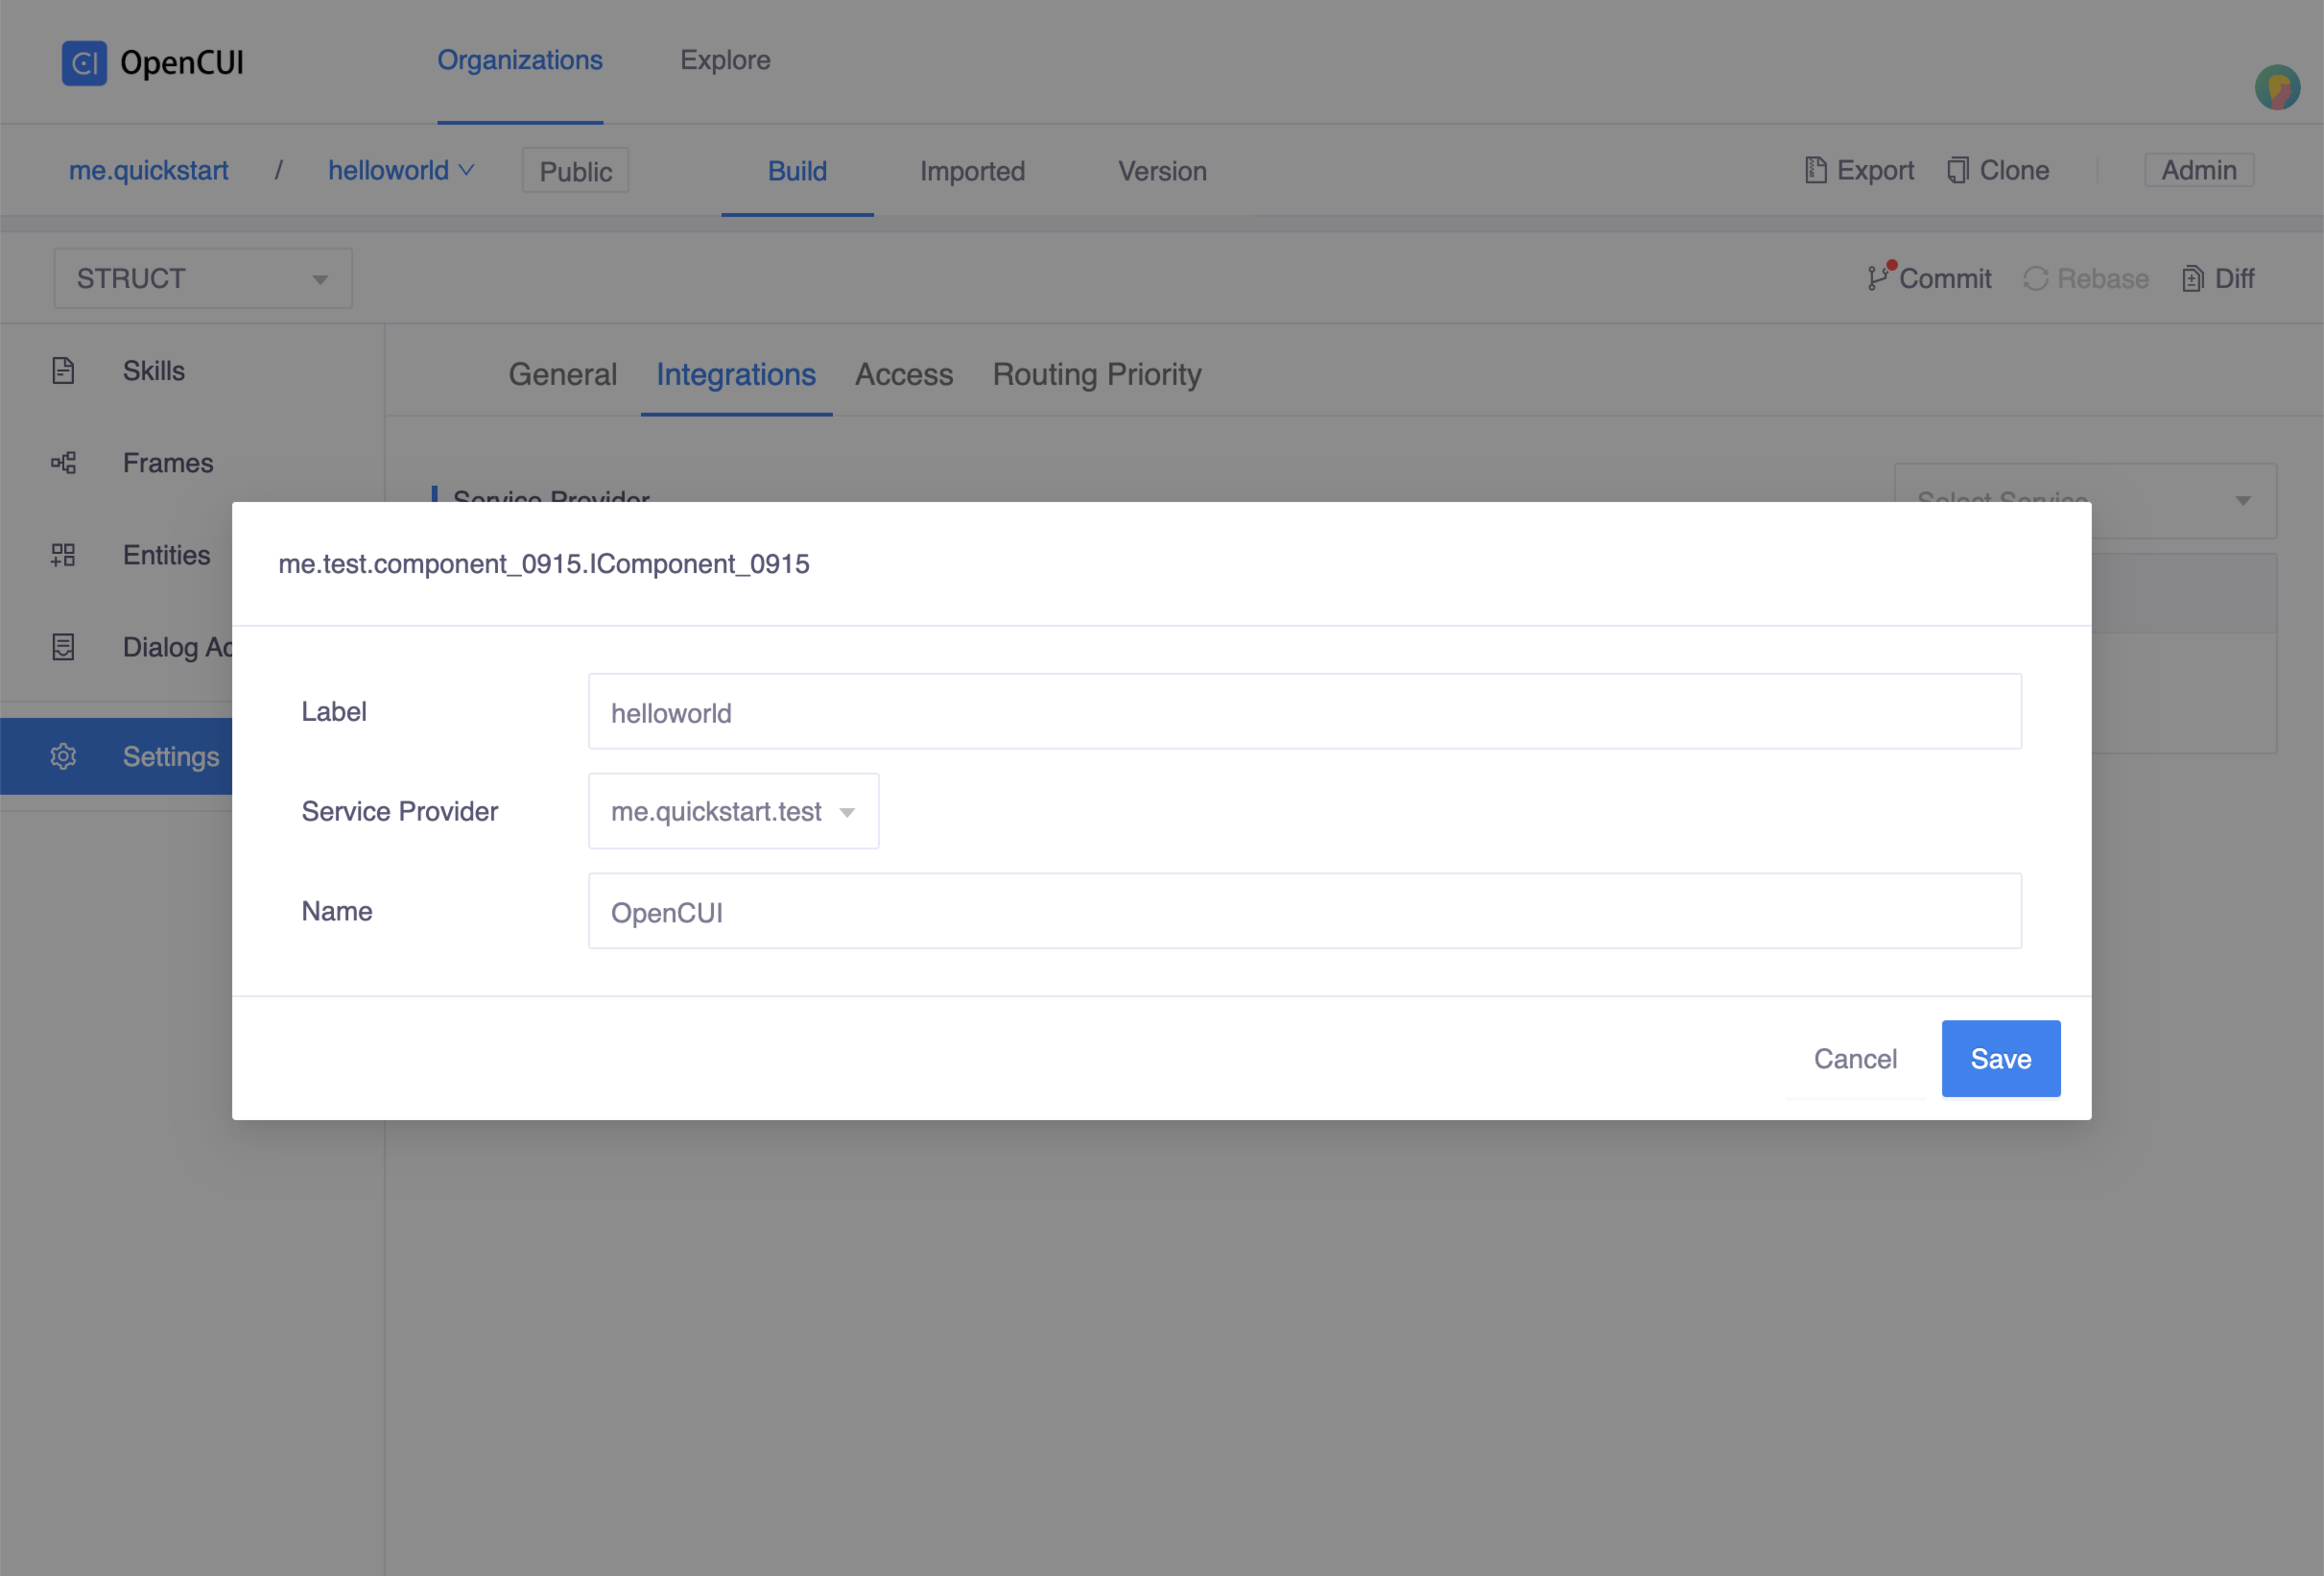 CI OpenCUI
Organizations Explore
me.quickstart / helloworld Public Build Imported Version Export Clone Admin
STRUCT Commit Rebase Diff
Skills General Integrations Access Routing Priority
Frames
Service Provider Select Service
Entities me.test.component_0915.IComponent_0915
Dialog Ac
Label helloworld
Settings
Service Provider me.quickstart.test
Name OpenCUI
Cancel Save